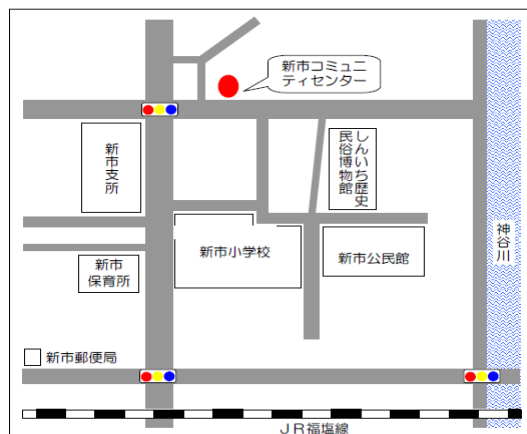 新市コミュニ
ティセンター
新市支所
しんいち歴史
民俗博物館
神谷川
新市小学校
新市公民館
新市
保育所
新市郵便局
JR福塩線